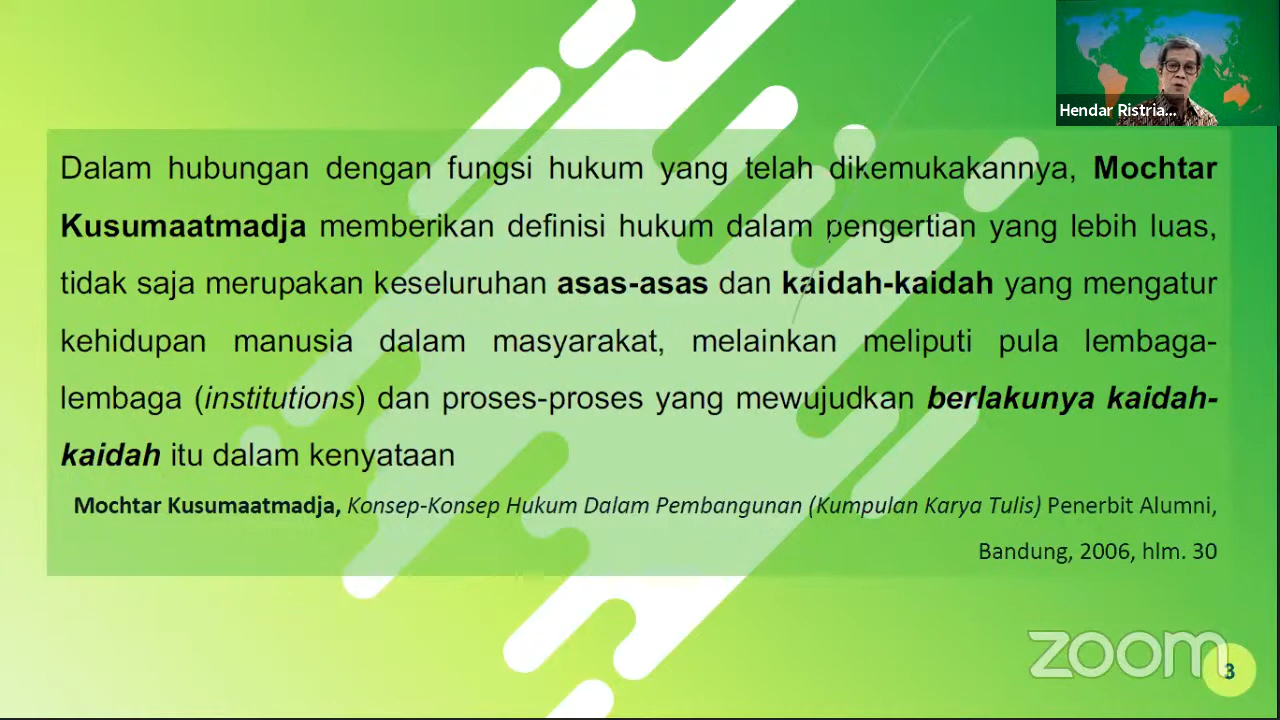 Hendar Ristria...
Dalam hubungan dengan fungsi hukum yang telah dikemukakannya, Mochtar
Kusumaatmadja memberikan definisi hukum dalam pengertian yang lebih luas,
tidak saja merupakan keseluruhan asas-asas dan kaidah-kaidah yang mengatur
kehidupan manusia dalam masyarakat, melainkan meliputi pula lembaga-
lembaga (institutions) dan proses-proses yang mewujudkan berlakunya kaidah-
kaidah itu dalam kenyataan
Mochtar Kusumaatmadja, Konsep-Konsep Hukum Dalam Pembangunan (Kumpulan Karya Tulis) Penerbit Alumni,
Bandung, 2006, hlm. 30
zoom
3